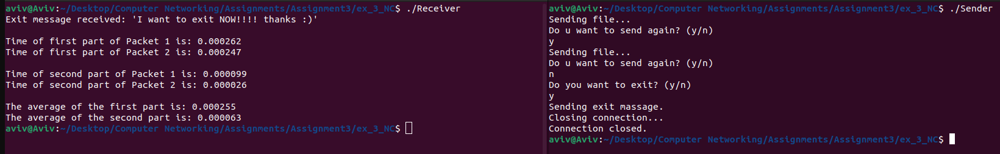 aviv@Aviv:~/Desktop/Computer Networking/Assignments/Assignment3/ex_3_NC$ ./Receiver
Exit message received: 'I want to exit NOW!!!! thanks :)'
Time of first part of Packet 1 is: 0.000262
Time of first part of Packet 2 is: 0.000247
Time of second part of Packet 1 is: 0.000099
Time of second part of Packet 2 is: 0.000026
The average of the first part is: 0.000255
The average of the second part is: 0.000063
aviv@Aviv:~/Desktop/Computer Networking/Assignments/Assignment3/ex_3_NC$
aviv@Aviv:~/Desktop/Computer Networking/Assignments/Assignment3/ex_3_NC$ ./Sender
Sending file...
Do u want to send again? (y/n)
y
Sending file...
Do u want to send again? (y/n)
n
Do you want to exit? (y/n)
y
Sending exit massage.
Closing connection...
Connection closed.
aviv@Aviv:~/Desktop/Computer Networking/Assignments/Assignment3/ex_3_NC$